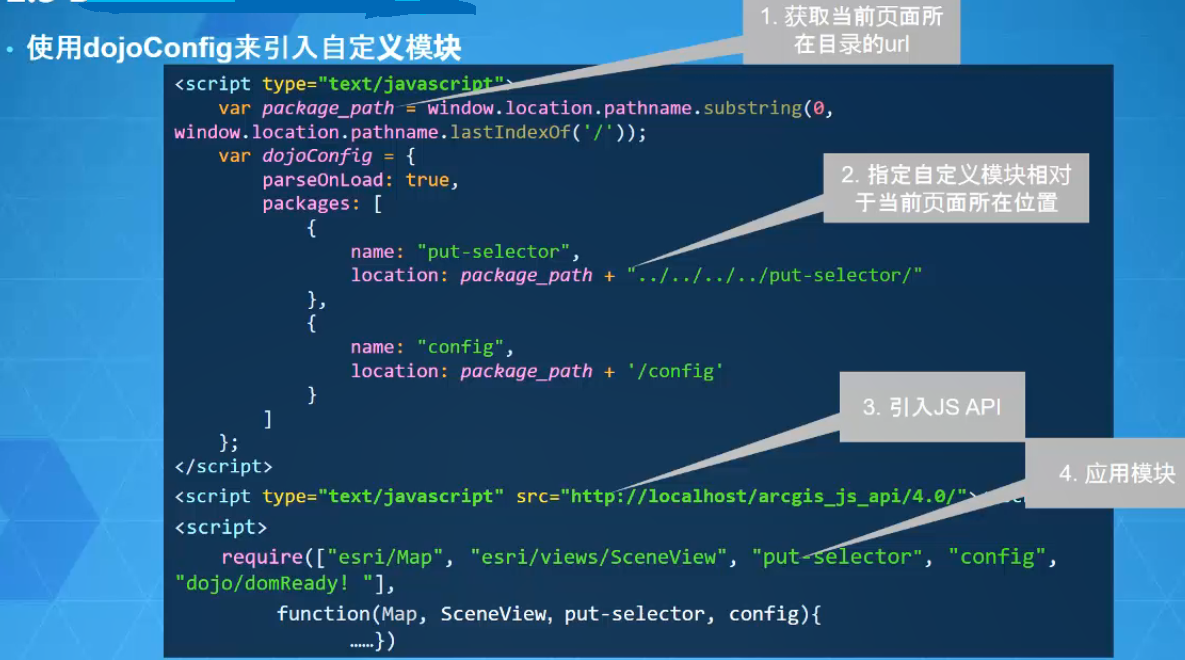 1. 获取当前页面所
在目录的url
• 使用dojoConfig来引入自定义模块
<script type="text/javascript">
var package_path = window.location.pathname.substring(0,
window.location.pathname.lastIndexOf('/'));
var dojoConfig = {
parseOnLoad: true,
packages: [
{
2. 指定自定义模块相对
于当前页面所在位置
name: "put-selector",
location: package_path + "../../../../put-selector/"
},
{
name: "config",
location: package_path + '/config'
}
3. 引入JS API
]
};
</script>
4. 应用模块
<script type="text/javascript" src="http://localhost/arcgis_js_api/4.0/">
<script>
require(["esri/Map", "esri/views/SceneView", "put-selector", "config",
"dojo/domReady! "],
function(Map, SceneView, put-selector, config){
……})